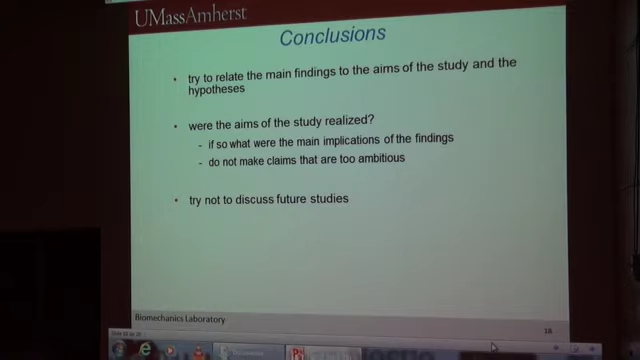 UMassAmherst
Conclusions
• try to relate the main findings to the aims of the study and the
hypotheses
• were the aims of the study realized?
- if so what were the main implications of the findings
- do not make claims that are too ambitious
• try not to discuss future studies
Biomechanics Laboratory
18